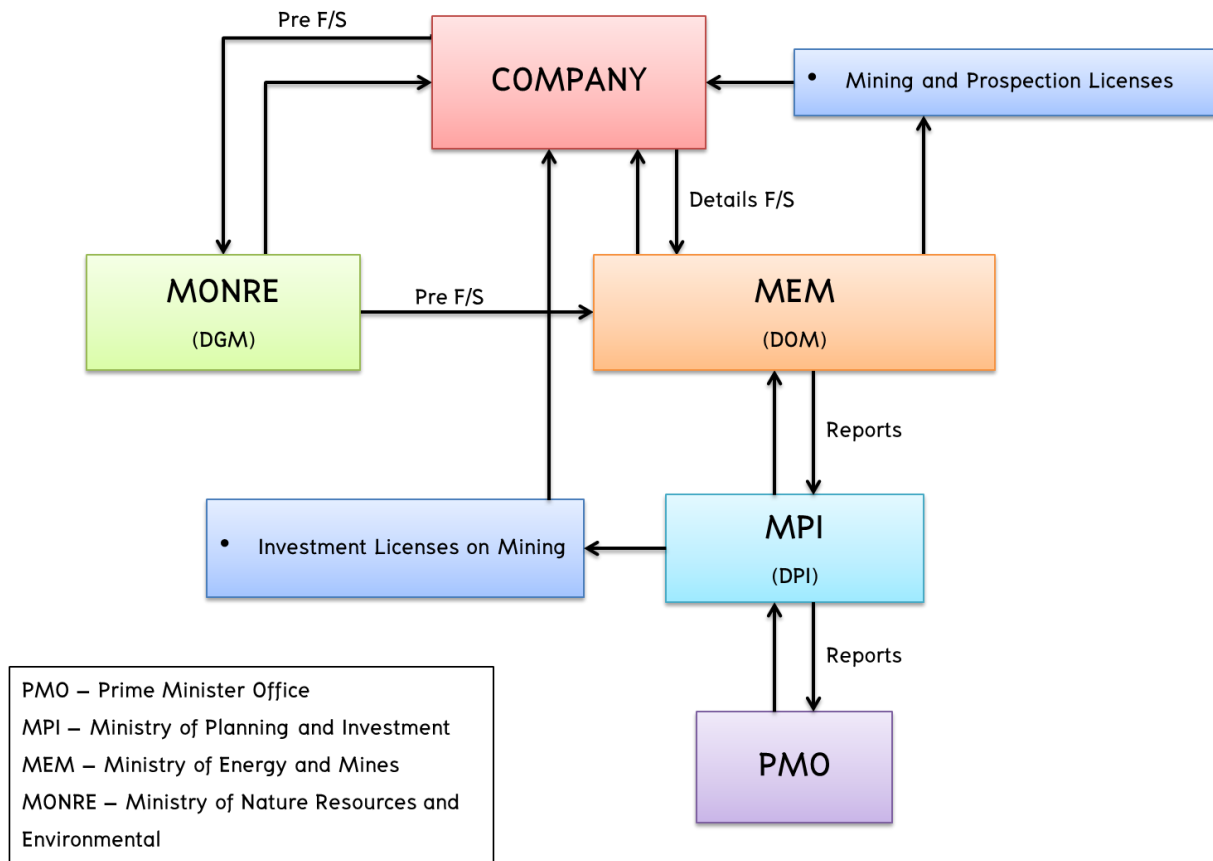 Pre F/S
COMPANY
• Mining and Prospection Licenses
Details F/S
MONRE
(DGM)
Pre F/S
MEM
(DOM)
Reports
• Investment Licenses on Mining
MPI
(DPI)
Reports
PMO
PMO – Prime Minister Office
MPI – Ministry of Planning and Investment
MEM – Ministry of Energy and Mines
MONRE – Ministry of Nature Resources and
Environmental